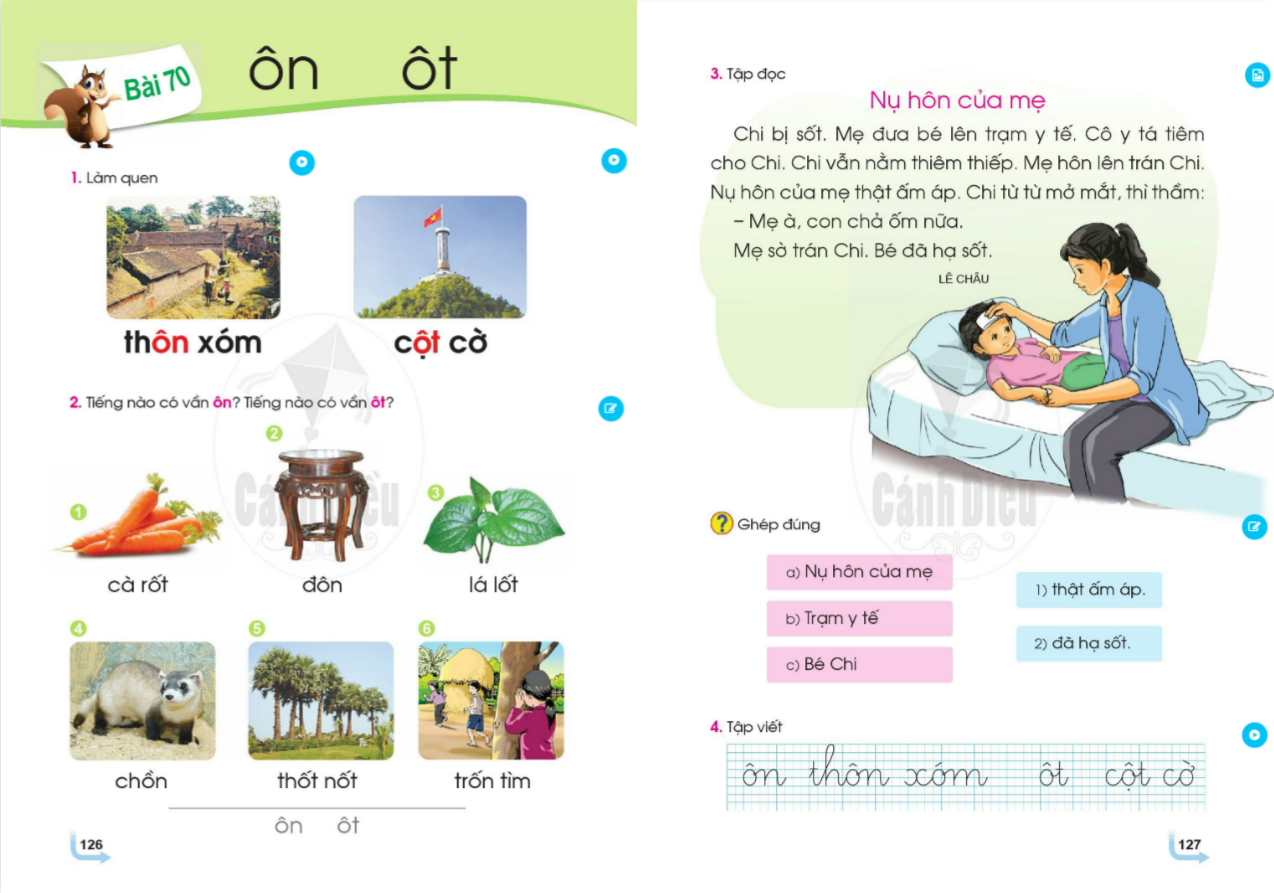 Bài 70
ôn ôt
1. Làm quen
thôn xóm
cột cờ
2. Tiếng nào có vần ôn? Tiếng nào có vần ôt?
1
2
3
cà rốt
đôn
lá lốt
4
5
6
chồn
thốt nốt
trốn tìm
ôn ôt
126
Cánh Diều
3. Tập đọc
Nụ hôn của mẹ
Chi bị sốt. Mẹ đưa bé lên trạm y tế. Cô y tá tiêm
cho Chi. Chi vẫn nằm thiêm thiếp. Mẹ hôn lên trán Chi.
Nụ hôn của mẹ thật ấm áp. Chi từ từ mở mắt, thì thầm:
– Mẹ à, con chả ốm nữa.
Mẹ sờ trán Chi. Bé đã hạ sốt.
LÊ CHÂU
Cánh Diều
? Ghép đúng
a) Nụ hôn của mẹ
b) Trạm y tế
c) Bé Chi
1) thật ấm áp.
2) đã hạ sốt.
4. Tập viết
ôn thôn xóm ôt cột cờ
127